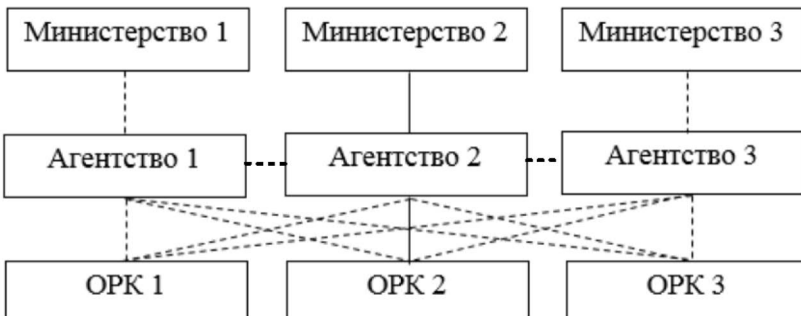 Министерство 1
Министерство 2
Министерство 3
Агентство 1
Агентство 2
Агентство 3
ОРК 1
ОРК 2
ОРК 3